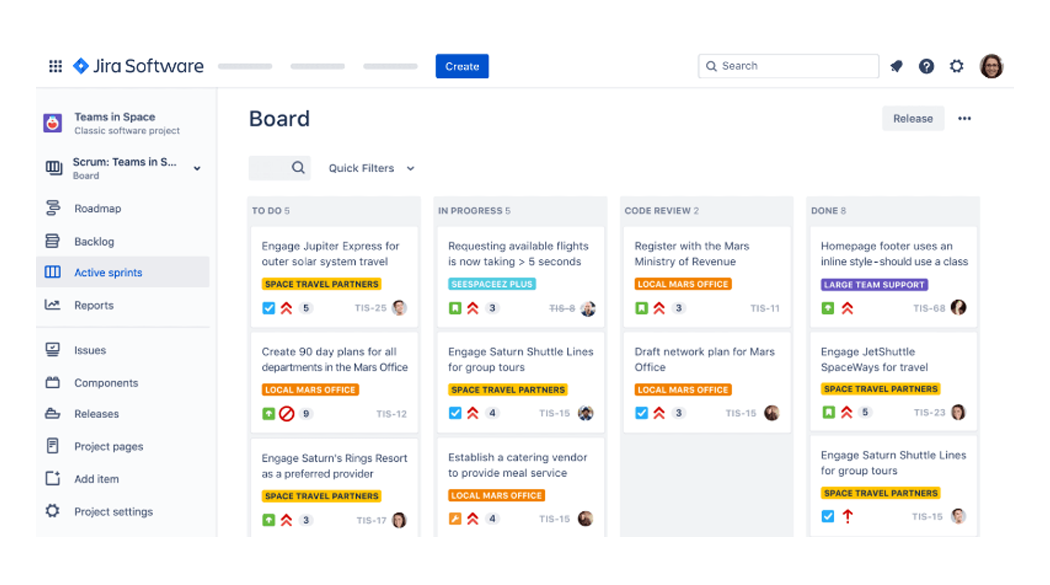 Jira Software
Create
Search
Teams in Space
Classic software project
Scrum: Teams in S...
Board
Roadmap
Backlog
Active sprints
Reports
Issues
Components
Releases
Project pages
Add item
Project settings
Board
Release
Quick Filters
TO DO 5
Engage Jupiter Express for
outer solar system travel
SPACE TRAVEL PARTNERS
5 TIS-25
Create 90 day plans for all
departments in the Mars Office
LOCAL MARS OFFICE
9 TIS-12
Engage Saturn's Rings Resort
as a preferred provider
SPACE TRAVEL PARTNERS
3 TIS-17
IN PROGRESS 5
Requesting available flights
is now taking > 5 seconds
SEESPACEEZ PLUS
3 TIS-8
Engage Saturn Shuttle Lines
for group tours
SPACE TRAVEL PARTNERS
4 TIS-15
Establish a catering vendor
to provide meal service
LOCAL MARS OFFICE
4 TIS-15
CODE REVIEW 2
Register with the Mars
Ministry of Revenue
LOCAL MARS OFFICE
3 TIS-11
Draft network plan for Mars
Office
LOCAL MARS OFFICE
3 TIS-15
DONE 8
Homepage footer uses an
inline style-should use a class
LARGE TEAM SUPPORT
TIS-68
Engage JetShuttle
SpaceWays for travel
SPACE TRAVEL PARTNERS
5 TIS-23
Engage Saturn Shuttle Lines
for group tours
SPACE TRAVEL PARTNERS
TIS-15